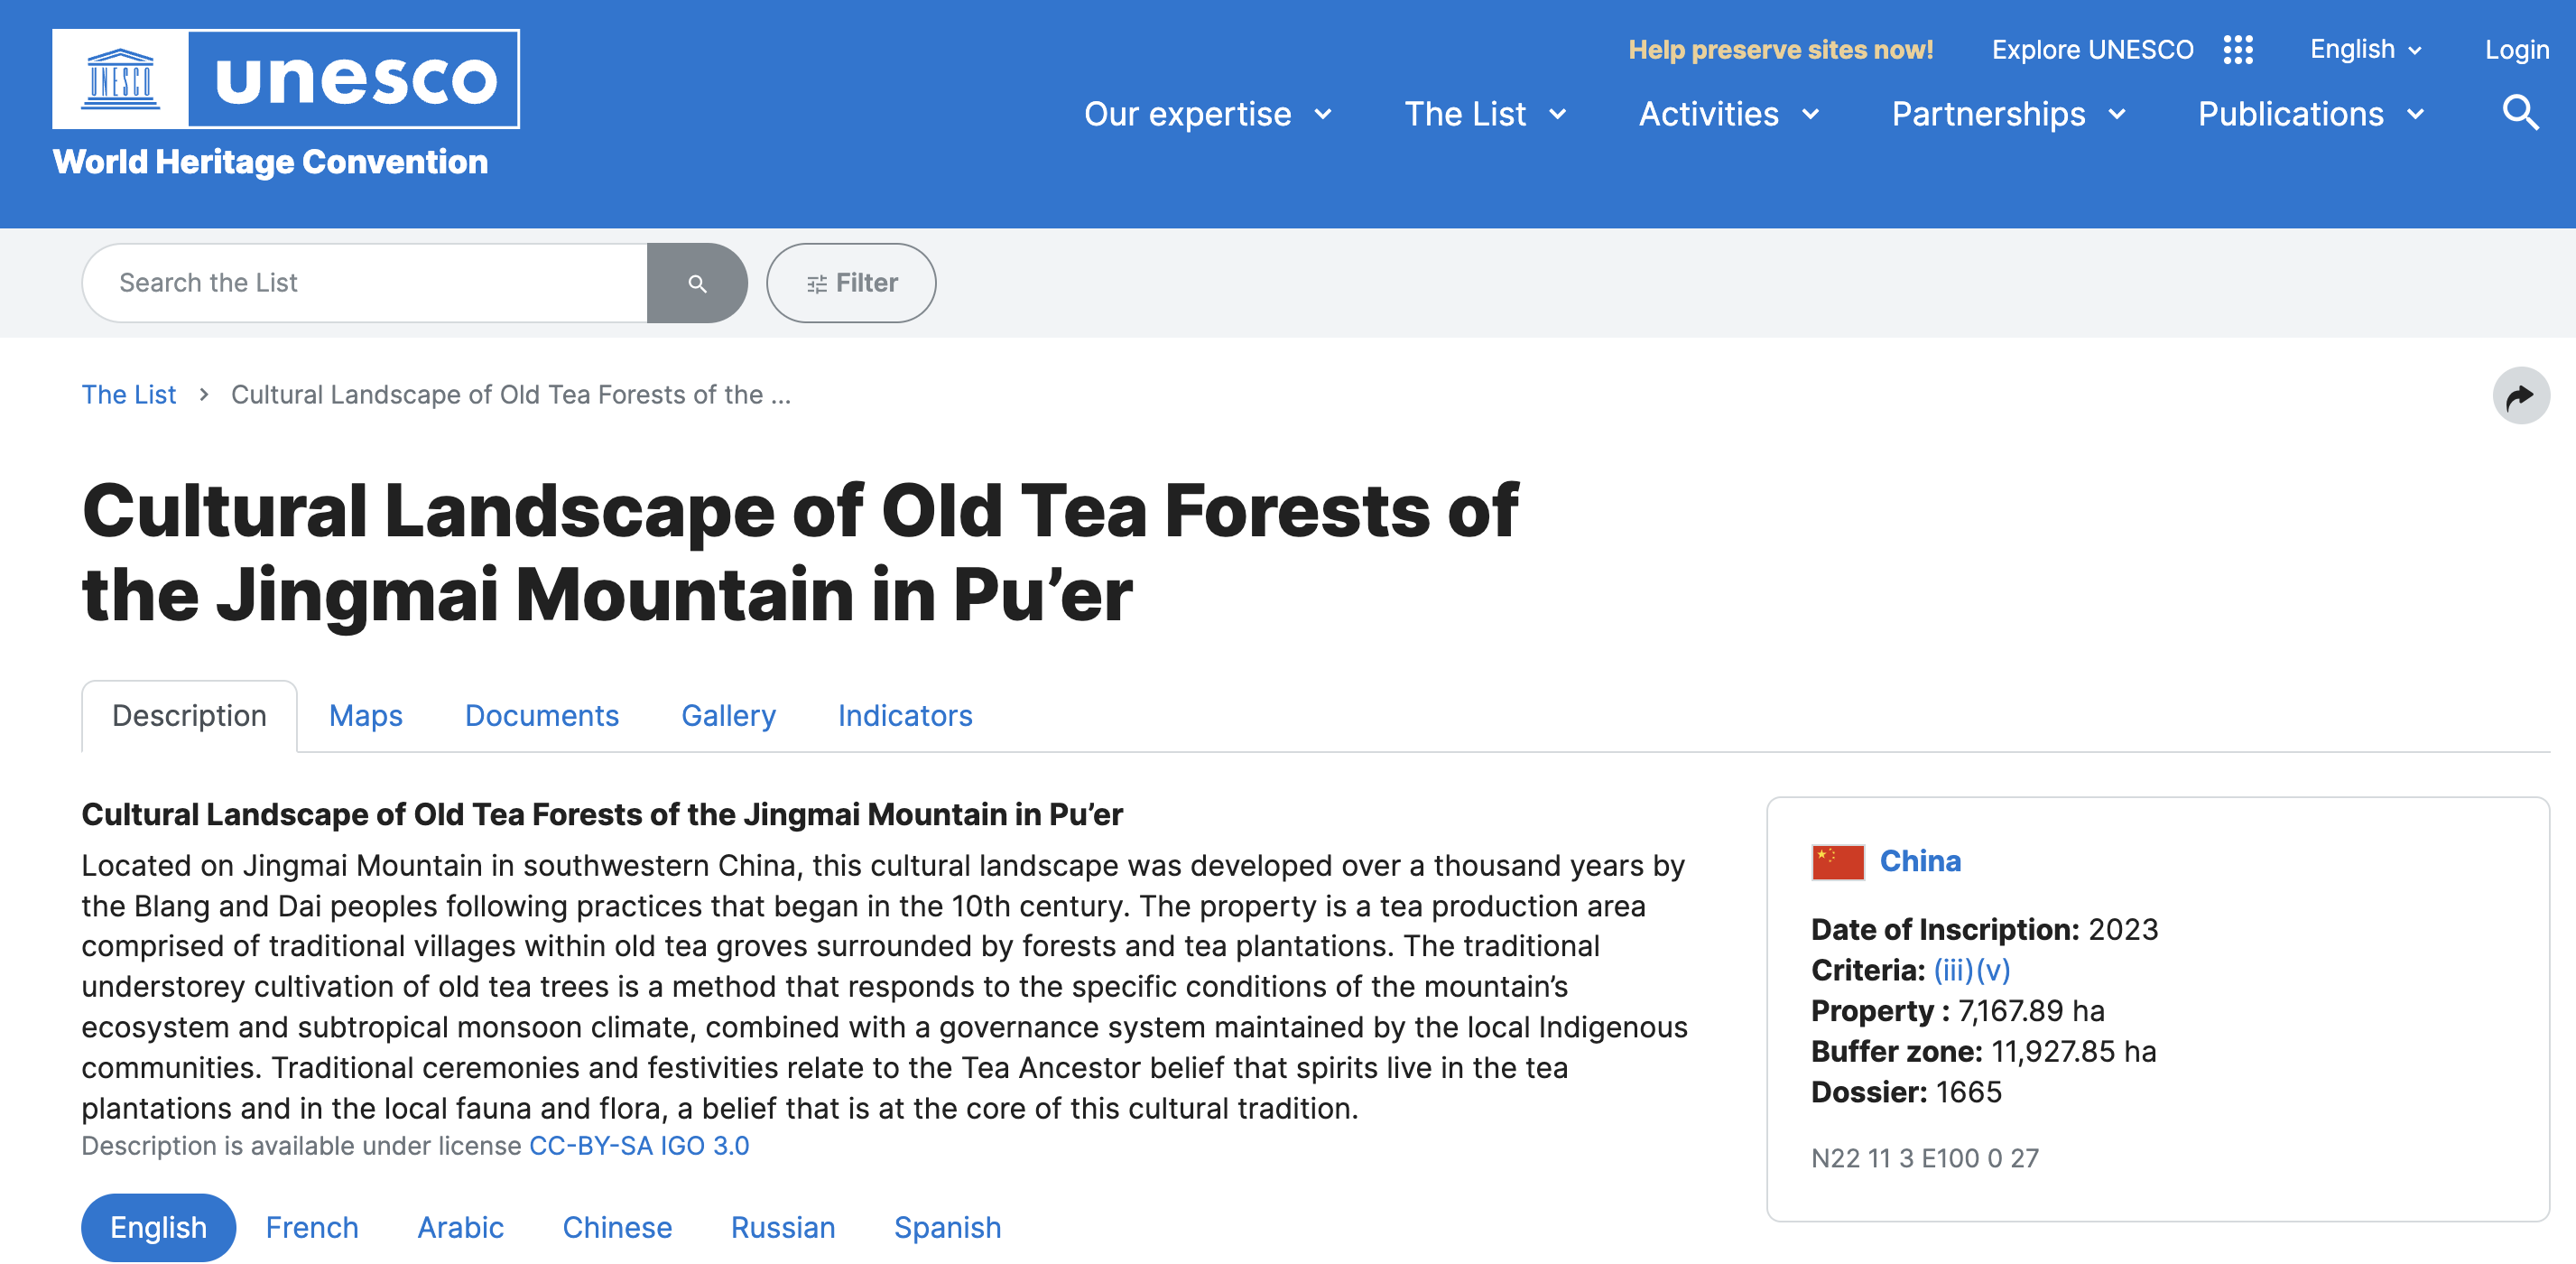 UNESCO
unesco
World Heritage Convention
Help preserve sites now!
Explore UNESCO
English
Login
Our expertise
The List
Activities
Partnerships
Publications
Search the List
Filter
The List > Cultural Landscape of Old Tea Forests of the ...
Cultural Landscape of Old Tea Forests of
the Jingmai Mountain in Pu’er
Description
Maps
Documents
Gallery
Indicators
Cultural Landscape of Old Tea Forests of the Jingmai Mountain in Pu’er
Located on Jingmai Mountain in southwestern China, this cultural landscape was developed over a thousand years by
the Blang and Dai peoples following practices that began in the 10th century. The property is a tea production area
comprised of traditional villages within old tea groves surrounded by forests and tea plantations. The traditional
understorey cultivation of old tea trees is a method that responds to the specific conditions of the mountain’s
ecosystem and subtropical monsoon climate, combined with a governance system maintained by the local Indigenous
communities. Traditional ceremonies and festivities relate to the Tea Ancestor belief that spirits live in the tea
plantations and in the local fauna and flora, a belief that is at the core of this cultural tradition.
Description is available under license CC-BY-SA IGO 3.0
English
French
Arabic
Chinese
Russian
Spanish
China
Date of Inscription: 2023
Criteria: (iii)(v)
Property : 7,167.89 ha
Buffer zone: 11,927.85 ha
Dossier: 1665
N22 11 3 E100 0 27